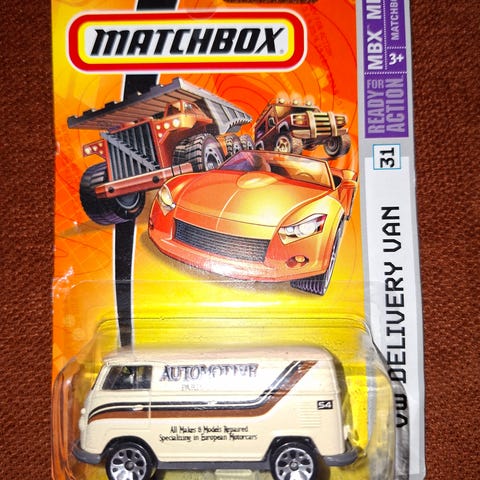 MATCHBOX
MBX
MATCHBOX
3+
READY FOR
ACTION
31
VW DELIVERY VAN
AUTOMOTIVE
54
All Makes & Models Repaired
Specializing in European Motorcars